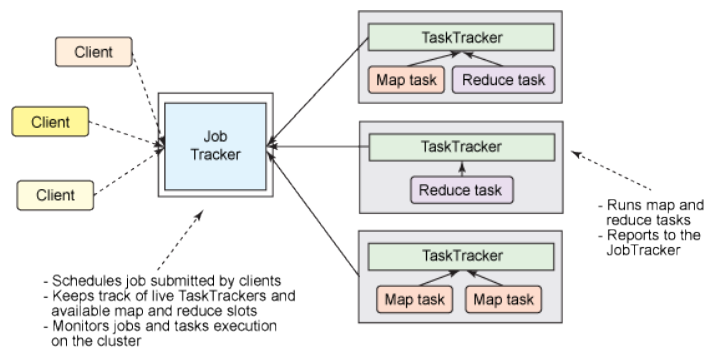 Client
Client
Client
Job
Tracker
TaskTracker
Map task
Reduce task
TaskTracker
Reduce task
TaskTracker
Map task
Map task
- Schedules job submitted by clients
- Keeps track of live TaskTrackers and
available map and reduce slots
- Monitors jobs and tasks execution
on the cluster
- Runs map and
reduce tasks
- Reports to the
JobTracker